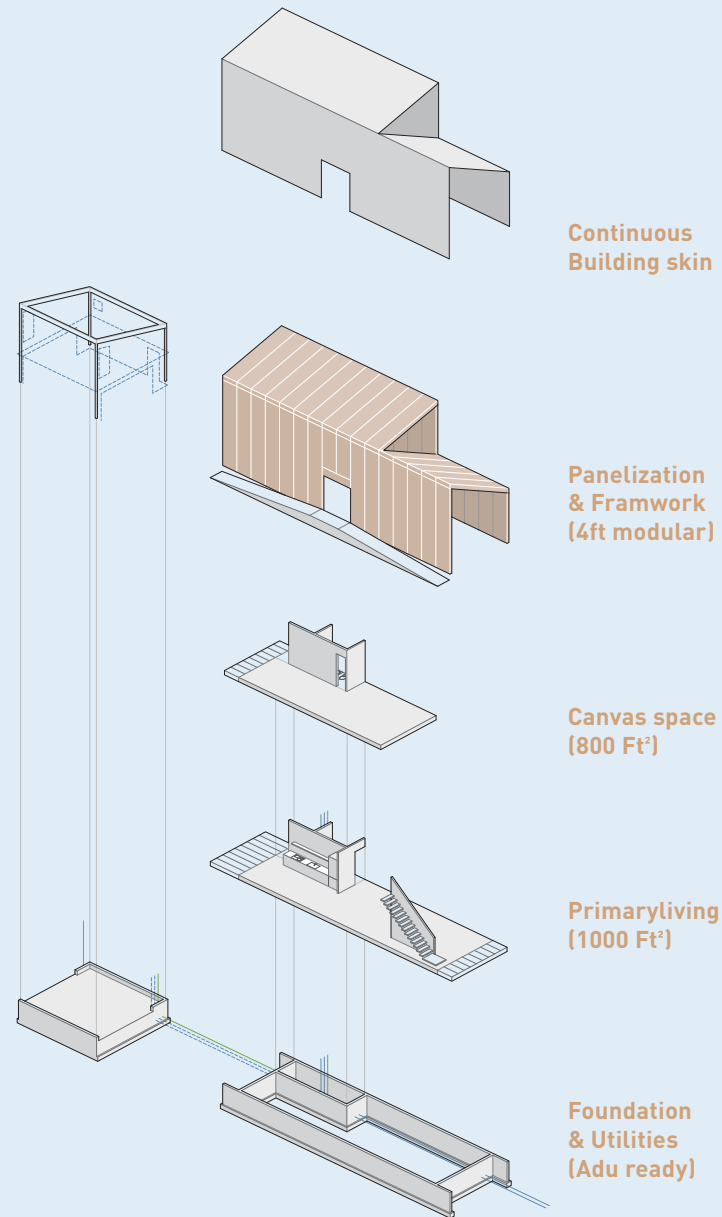 Continuous
Building skin
Panelization
& Framwork
(4ft modular)
Canvas space
(800 Ft²)
Primaryliving
(1000 Ft²)
Foundation
& Utilities
(Adu ready)